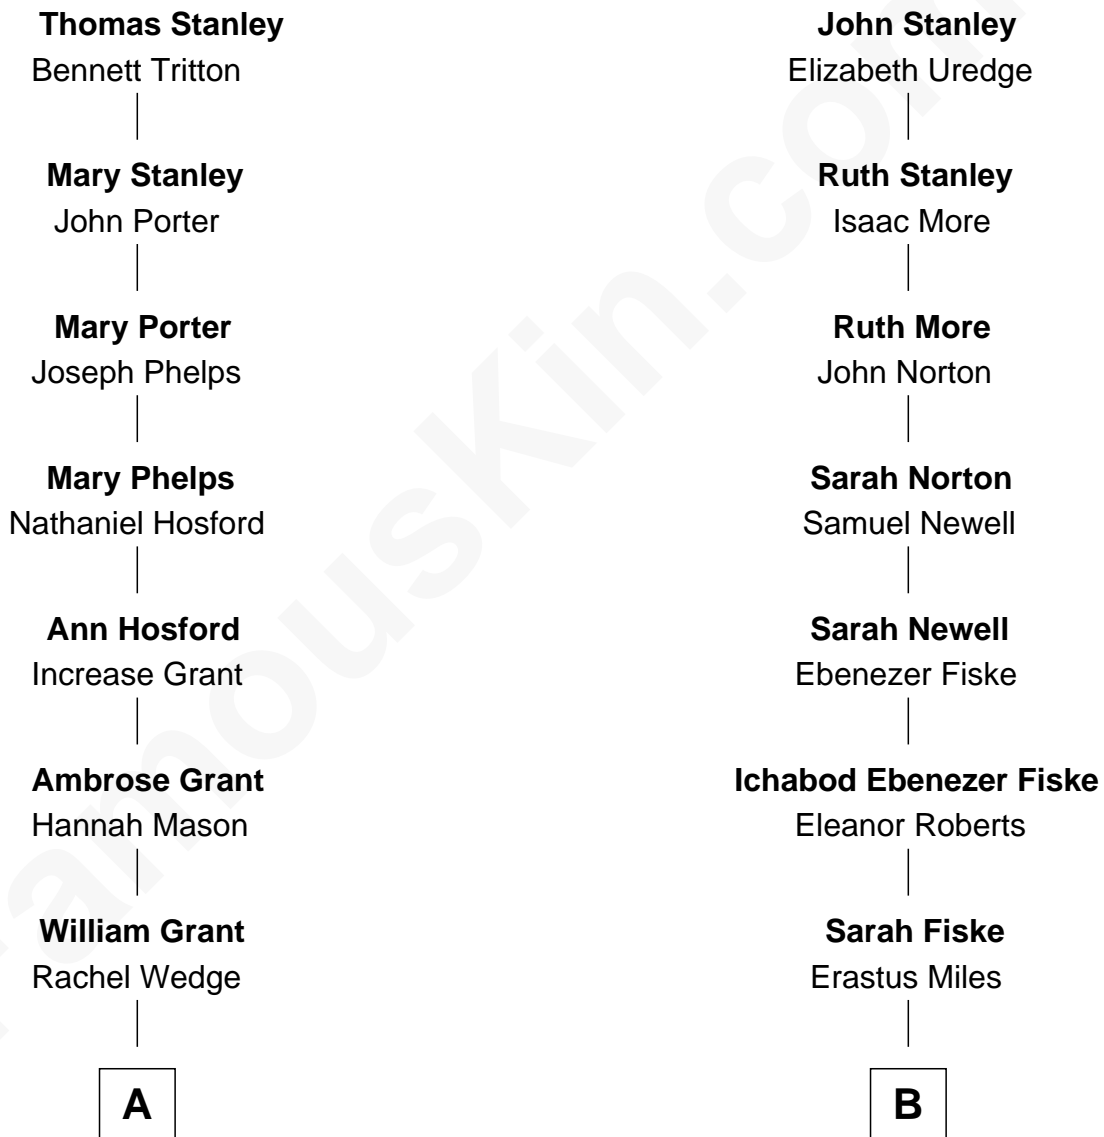 Thomas Stanley
Bennett Tritton
Mary Stanley
John Porter
Mary Porter
Joseph Phelps
Mary Phelps
Nathaniel Hosford
Ann Hosford
Increase Grant
Ambrose Grant
Hannah Mason
William Grant
Rachel Wedge
A
John Stanley
Elizabeth Uredge
Ruth Stanley
Isaac More
Ruth More
John Norton
Sarah Norton
Samuel Newell
Sarah Newell
Ebenezer Fiske
Ichabod Ebenezer Fiske
Eleanor Roberts
Sarah Fiske
Erastus Miles
B
FamousKin.com